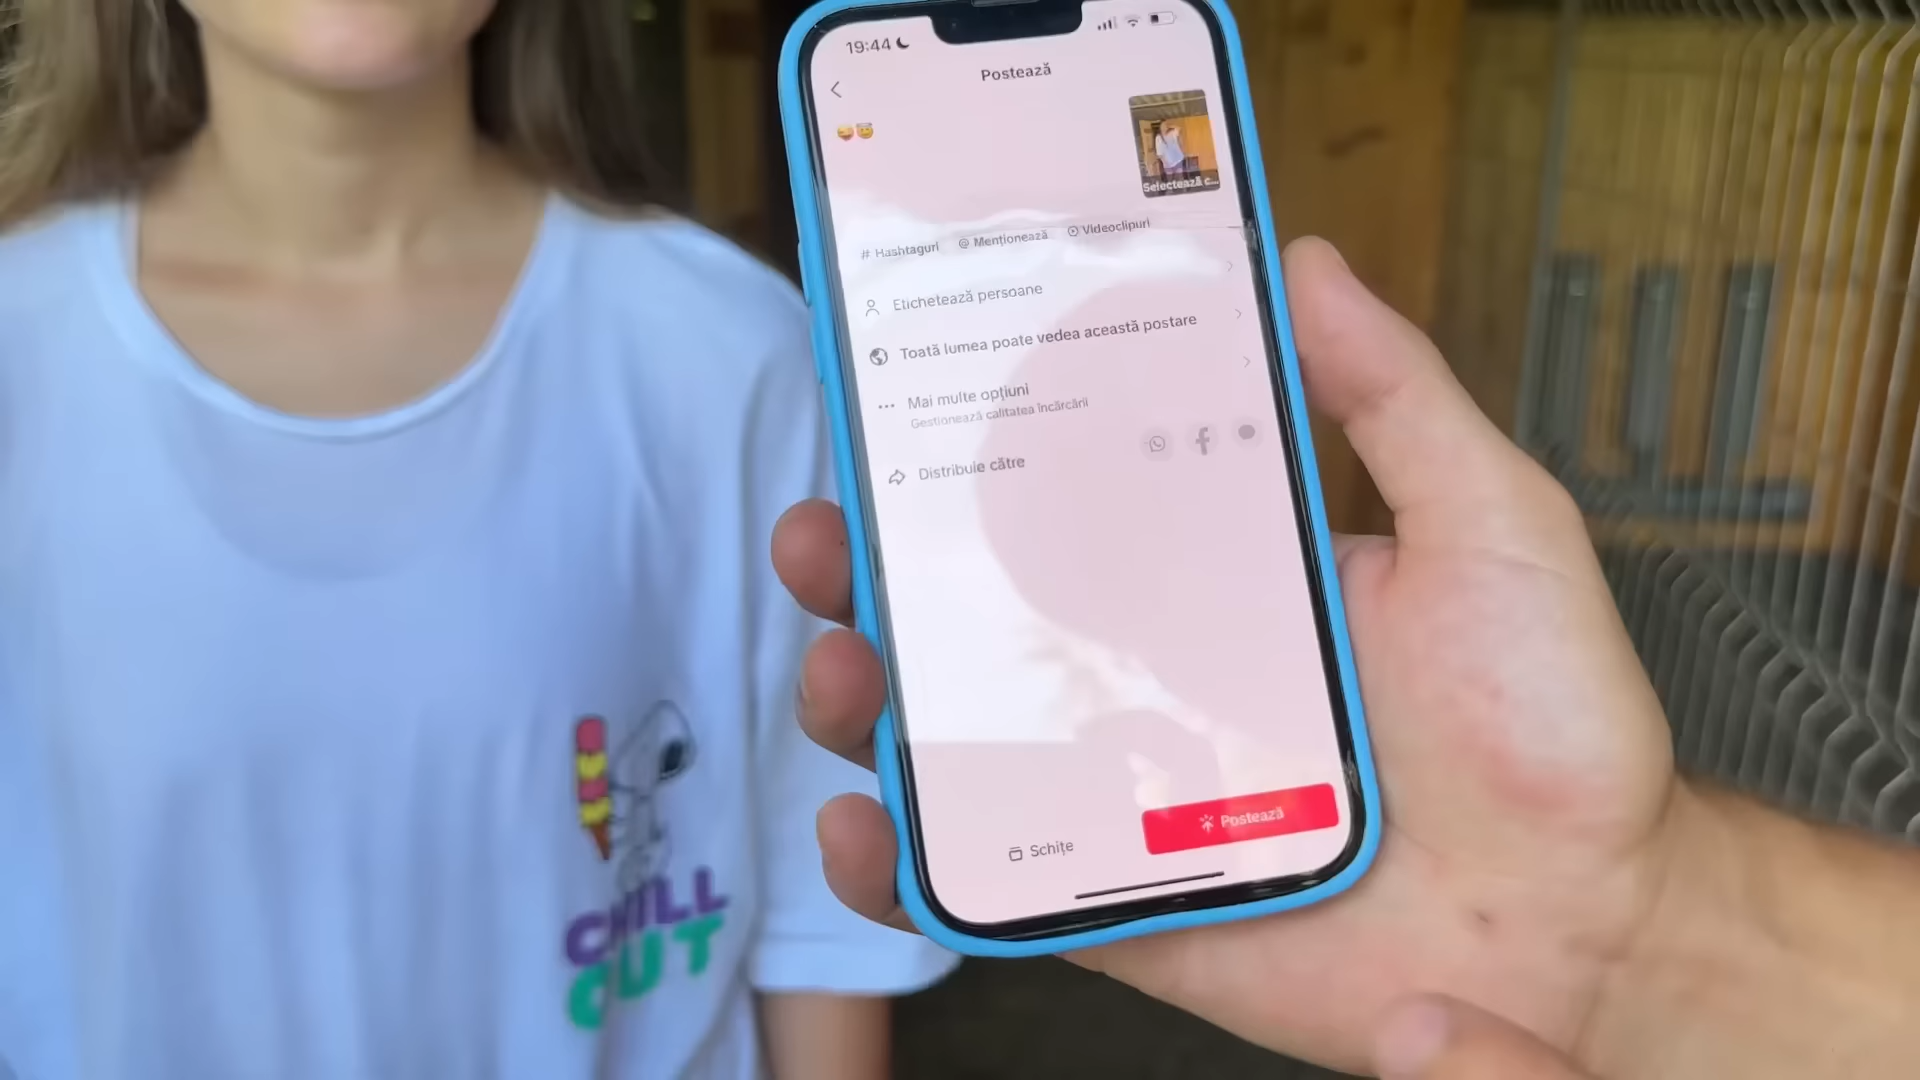 19:44
Postează
😜😇
Selectează c...
# Hashtaguri @ Menționează Videoclipuri
Etichetează persoane
Toată lumea poate vedea această postare
Mai multe opțiuni
Gestionează calitatea încărcării
Distribuie către
Schițe
Postează
CHILL
OUT